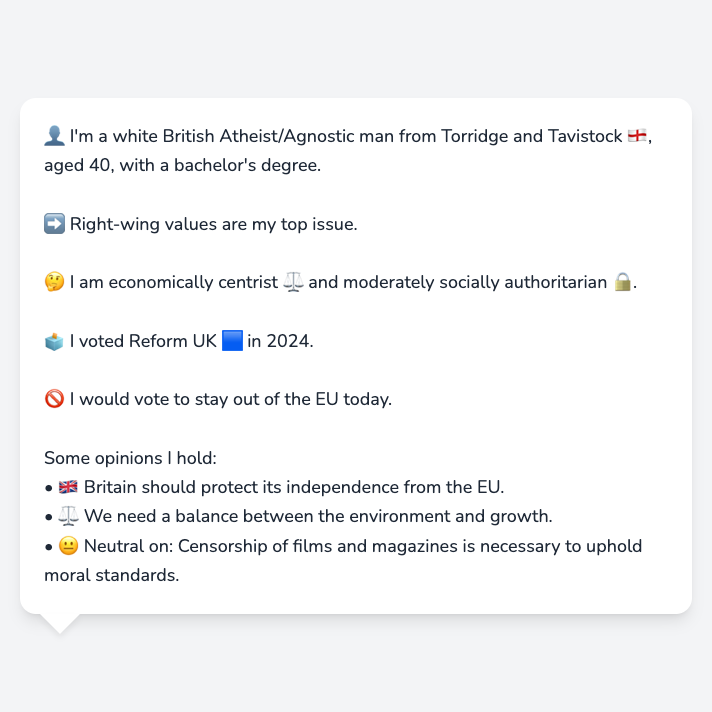 👤 I'm a white British Atheist/Agnostic man from Torridge and Tavistock 🏴󠁧󠁢󠁥󠁮󠁧󠁿,
aged 40, with a bachelor's degree.
➡️ Right-wing values are my top issue.
🤔 I am economically centrist ⚖️ and moderately socially authoritarian 🔒.
🗳️ I voted Reform UK 🟦 in 2024.
🚫 I would vote to stay out of the EU today.
Some opinions I hold:
• 🇬🇧 Britain should protect its independence from the EU.
• ⚖️ We need a balance between the environment and growth.
• 😐 Neutral on: Censorship of films and magazines is necessary to uphold
moral standards.